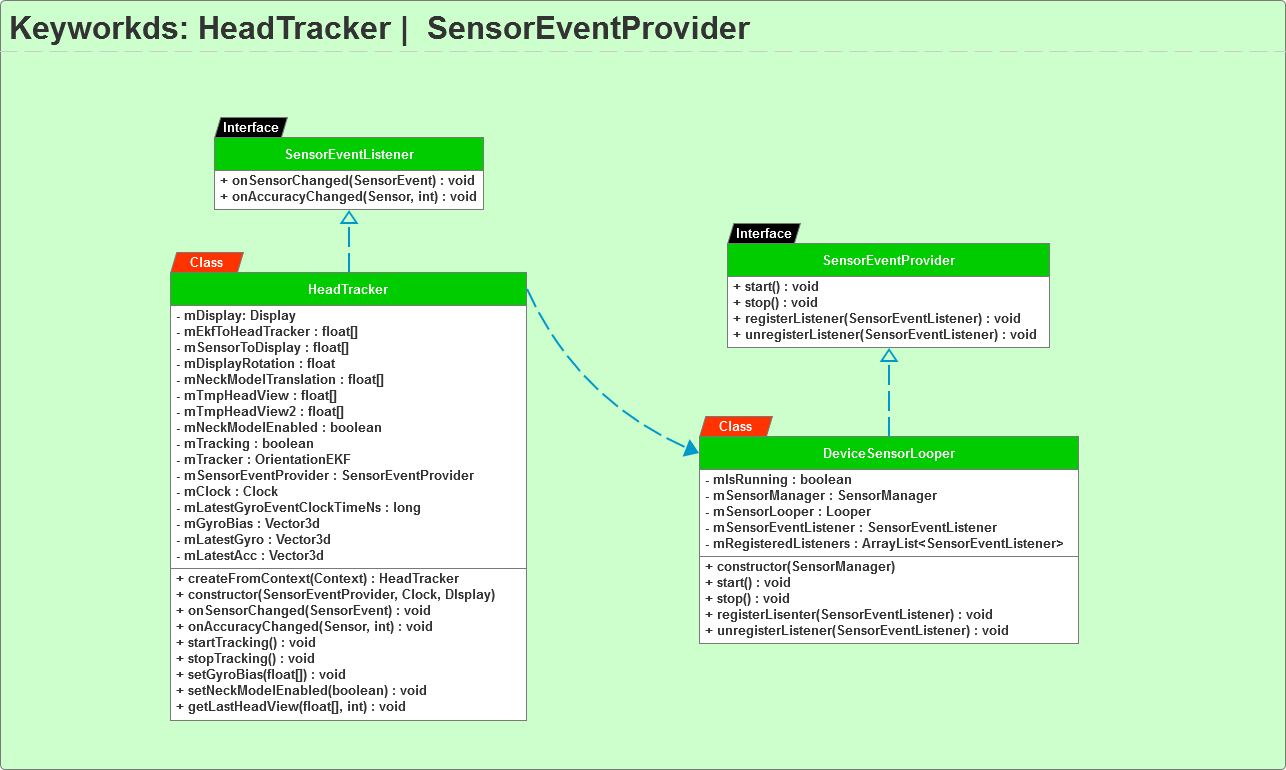 Keyworkds: HeadTracker |  SensorEventProvider
Interface
SensorEventListener
+ onSensorChanged(SensorEvent) : void
+ onAccuracyChanged(Sensor, int) : void
Class
HeadTracker
- mDisplay: Display
- mEkfToHeadTracker : float[]
- mSensorToDisplay : float[]
- mDisplayRotation : float
- mNeckModelTranslation : float[]
- mTmpHeadView : float[]
- mTmpHeadView2 : float[]
- mNeckModelEnabled : boolean
- mTracking : boolean
- mTracker : OrientationEKF
- mSensorEventProvider : SensorEventProvider
- mClock : Clock
- mLatestGyroEventClockTimeNs : long
- mGyroBias : Vector3d
- mLatestGyro : Vector3d
- mLatestAcc : Vector3d
+ createFromContext(Context) : HeadTracker
+ constructor(SensorEventProvider, Clock, DIsplay)
+ onSensorChanged(SensorEvent) : void
+ onAccuracyChanged(Sensor, int) : void
+ startTracking() : void
+ stopTracking() : void
+ setGyroBias(float[]) : void
+ setNeckModelEnabled(boolean) : void
+ getLastHeadView(float[], int) : void
Interface
SensorEventProvider
+ start() : void
+ stop() : void
+ registerListener(SensorEventListener) : void
+ unregisterListener(SensorEventListener) : void
Class
DeviceSensorLooper
- mIsRunning : boolean
- mSensorManager : SensorManager
- mSensorLooper : Looper
- mSensorEventListener : SensorEventListener
- mRegisteredListeners : ArrayList<SensorEventListener>
+ constructor(SensorManager)
+ start() : void
+ stop() : void
+ registerLisenter(SensorEventListener) : void
+ unregisterListener(SensorEventListener) : void